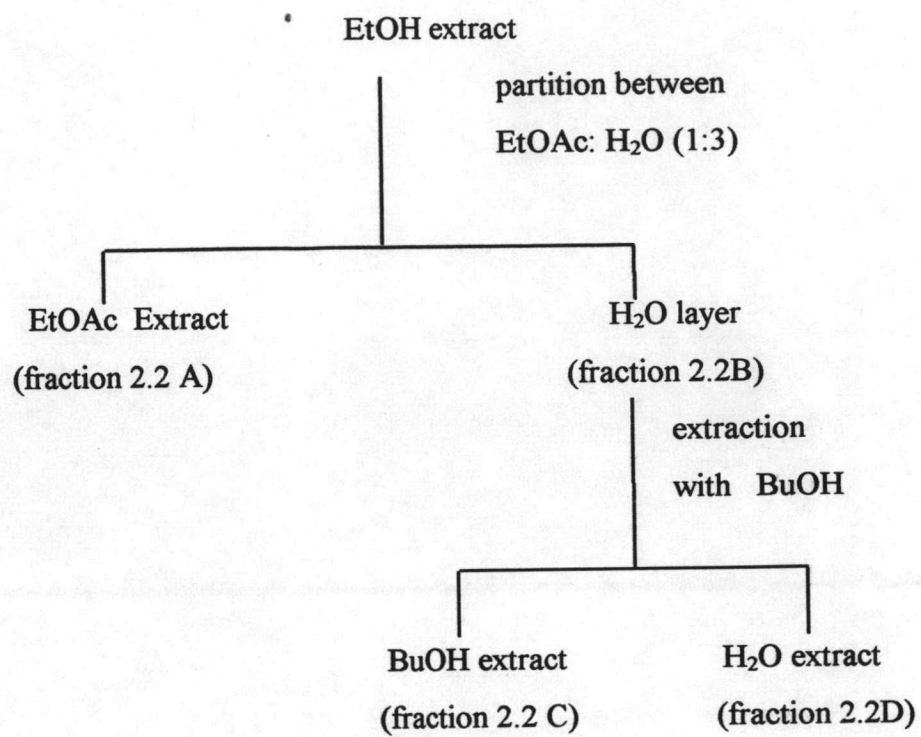 EtOH extract
partition between
EtOAc: H₂O (1:3)
EtOAc Extract
(fraction 2.2 A)
H₂O layer
(fraction 2.2B)
extraction
with BuOH
BuOH extract
(fraction 2.2 C)
H₂O extract
(fraction 2.2D)